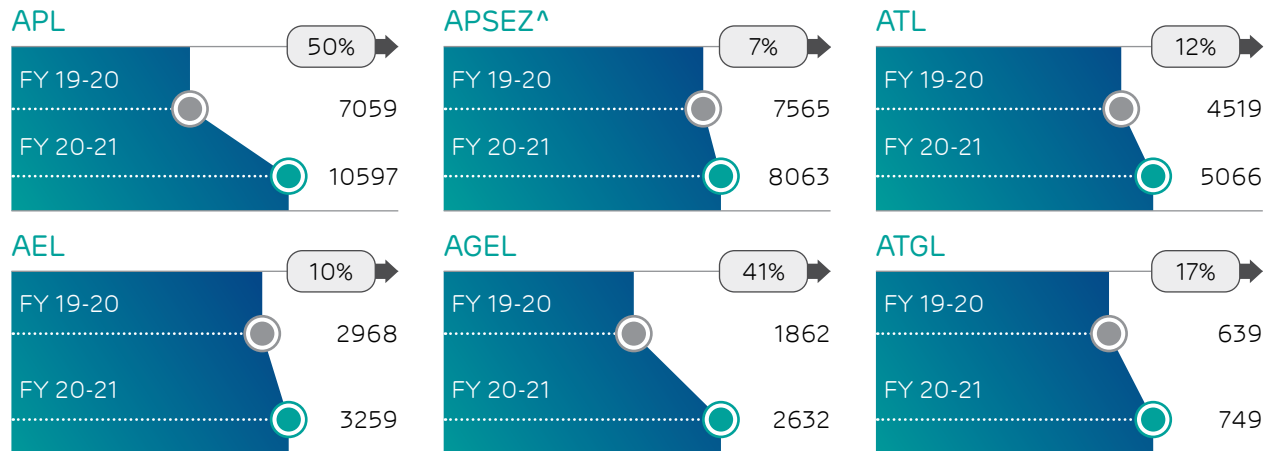 APL
50%
FY 19-20
7059
FY 20-21
10597
APSEZ^
7%
FY 19-20
7565
FY 20-21
8063
ATL
12%
FY 19-20
4519
FY 20-21
5066
AEL
10%
FY 19-20
2968
FY 20-21
3259
AGEL
41%
FY 19-20
1862
FY 20-21
2632
ATGL
17%
FY 19-20
639
FY 20-21
749